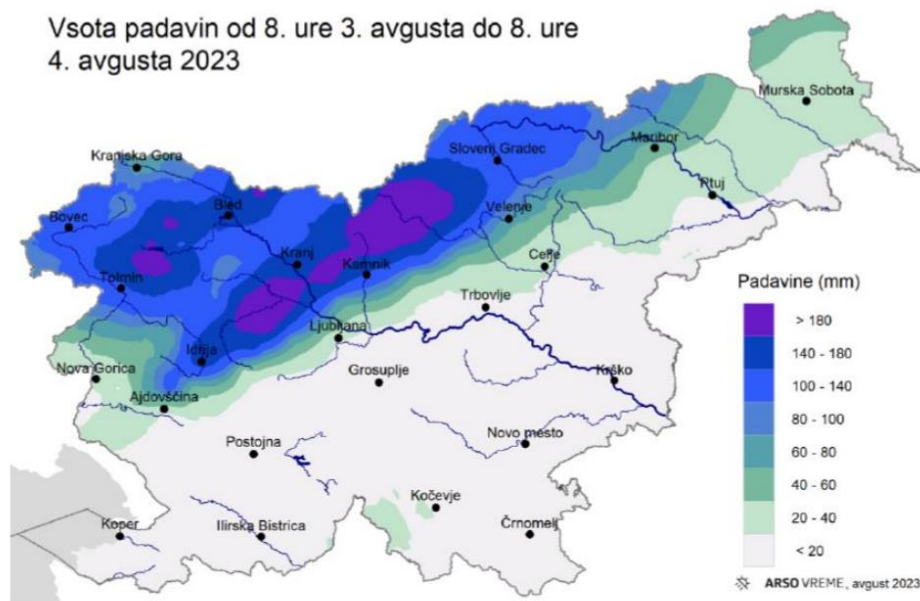 Vsota padavin od 8. ure 3. avgusta do 8. ure
4. avgusta 2023
Murska Sobota
Maribor
Slovenj Gradec
Kranjska Gora
Ptuj
Bled
Velenje
Bovec
Kranj
Celje
Kamnik
Tolmin
Trbovlje
Ljubljana
Idrija
Nova Gorica
Grosuplje
Krško
Ajdovščina
Postojna
Novo mesto
Kočevje
Koper
Ilirska Bistrica
Črnomelj
Padavine (mm)
> 180
140 - 180
100 - 140
80 - 100
60 - 80
40 - 60
20 - 40
< 20
ARSO VREME, avgust 2023